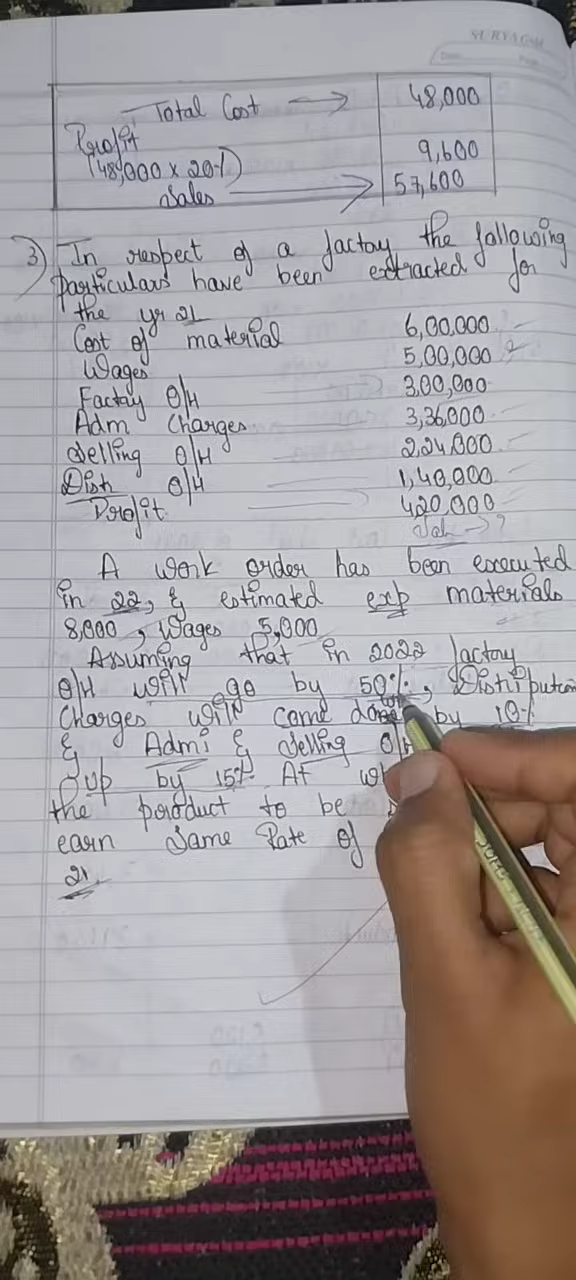 SURYAGAN
Total Cost → 48,000
Profit
(48,000 x 20%) 9,600
Sales → 57,600
3) In respect of a factory the following
particulars have been extracted for
the yr 21
Cost of material 6,00,000
Wages 5,00,000
Factory O/H 3,00,000
Adm Charges 3,36,000
Selling O/H 2,24,000
Dish O/H 1,40,000
Profit 420,000
Sale → ?
A work order has been executed
in 22, & estimated exp materials
8,000, Wages 5,000
Assuming that in 2022 factory
O/H will go by 50%, Distribution
Charges will come down by 10%
& Admi & Selling
up by 15% At
the product to be
earn Same Rate of
21